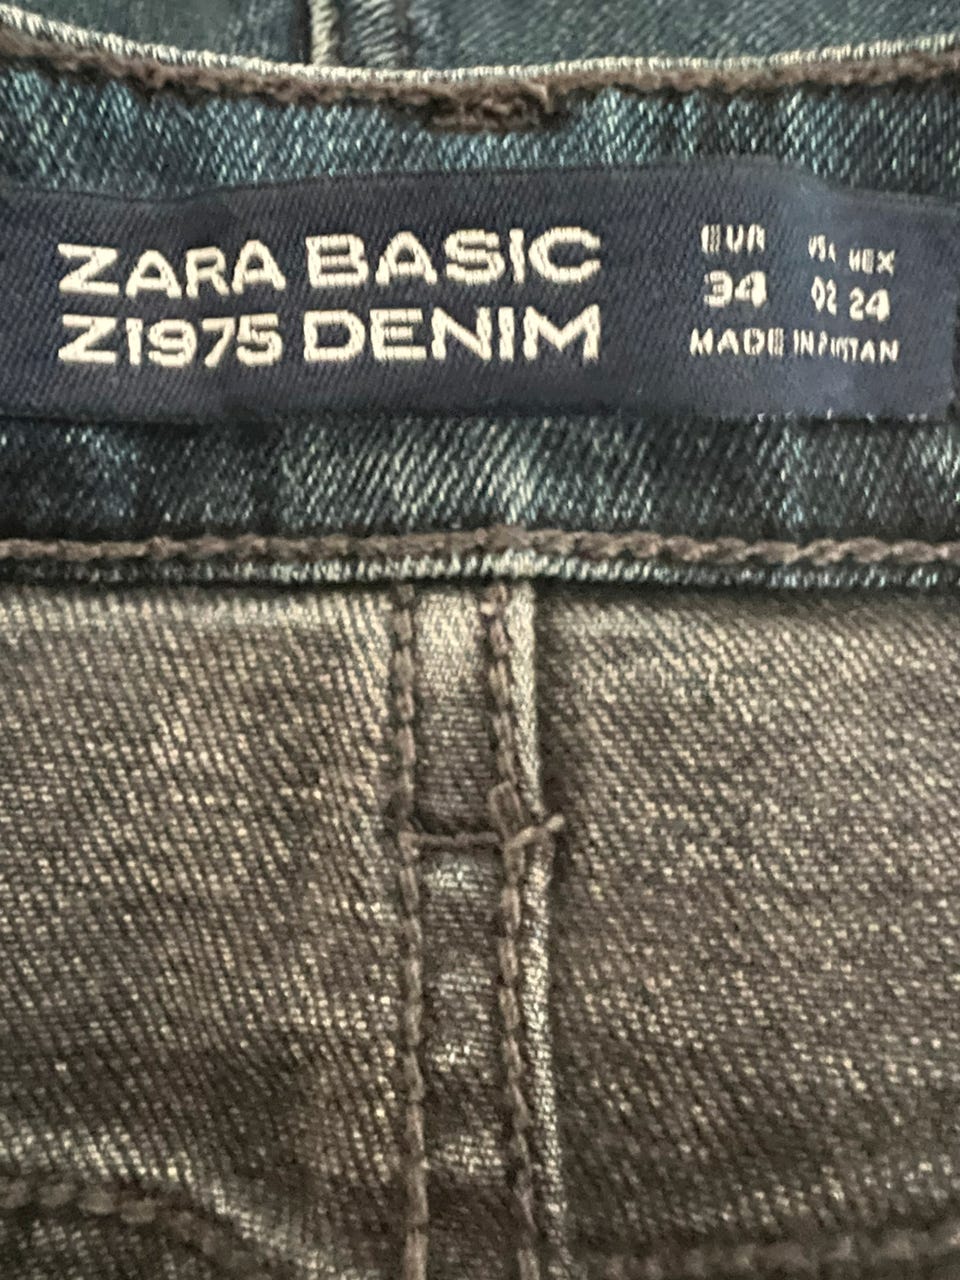 ZARA BASIC
Z1975 DENIM
EUR USA MEX
34 02 24
MADE IN PAKISTAN